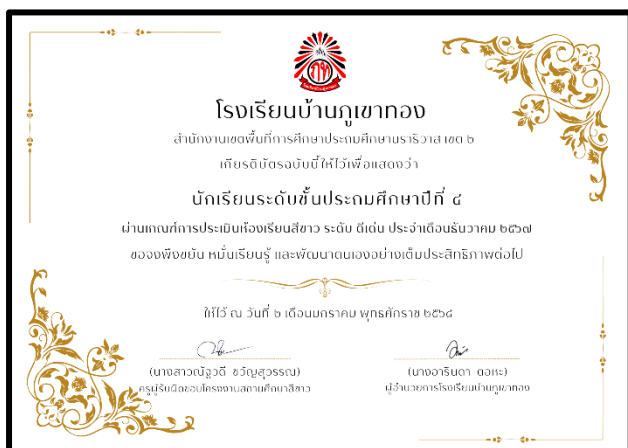 โรงเรียนบ้านภูเขาทอง
สำนักงานเขตพื้นที่การศึกษาประถมศึกษานราธิวาส เขต ๒
เกียรติบัตรฉบับนี้ให้ไว้เพื่อแสดงว่า
นักเรียนระดับชั้นประถมศึกษาปีที่ ๔
ผ่านเกณฑ์การประเมินห้องเรียนสีขาว ระดับ ดีเด่น ประจำเดือนธันวาคม ๒๕๖๗
ขอจงพึงขยัน หมั่นเรียนรู้ และพัฒนาตนเองอย่างเต็มประสิทธิภาพต่อไป
ให้ไว้ ณ วันที่ ๒ เดือนมกราคม พุทธศักราช ๒๕๖๘
(นางสาวณัฐวดี ขวัญสุวรรณ)
(นางอารินดา ตอหะ)
ครูผู้รับผิดชอบโครงงานสถานศึกษาสีขาว
ผู้อำนวยการโรงเรียนบ้านภูเขาทอง